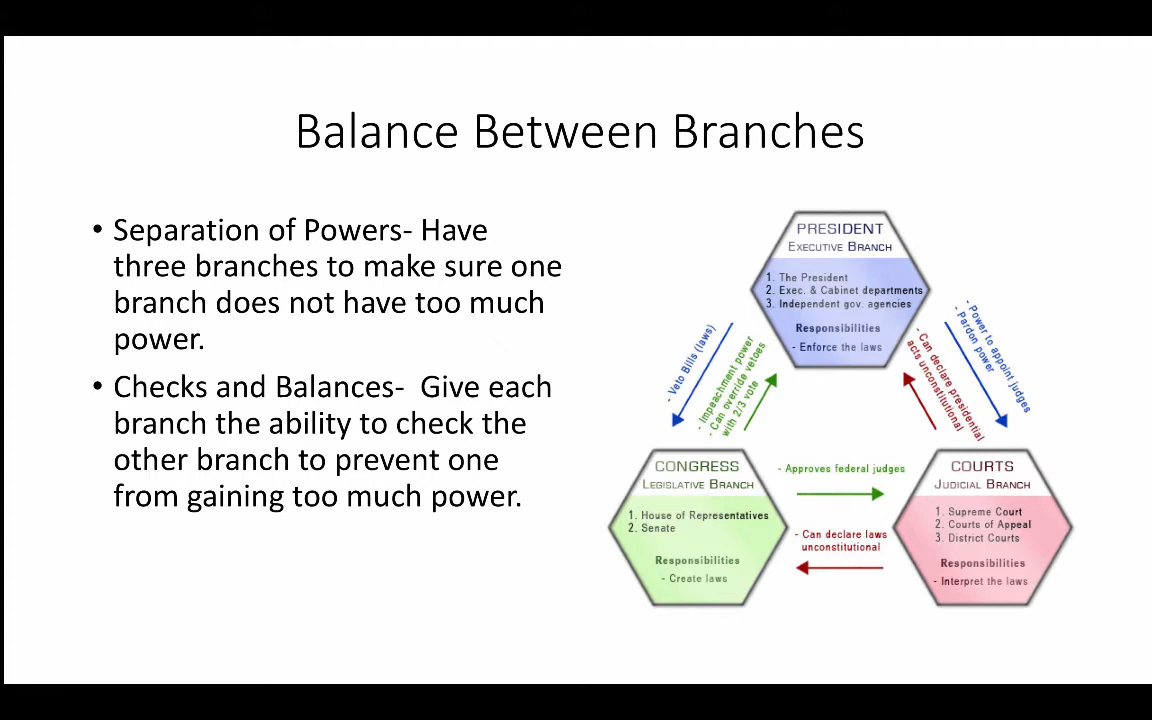 Balance Between Branches
• Separation of Powers- Have
three branches to make sure one
branch does not have too much
power.
• Checks and Balances- Give each
branch the ability to check the
other branch to prevent one
from gaining too much power.
PRESIDENT
EXECUTIVE BRANCH
1. The President
2. Exec. & Cabinet departments
3. Independent gov. agencies
Responsibilities
- Enforce the laws
- Veto Bills (laws)
- Impeachment power
- Can override vetoes
with 2/3 vote
- Can declare presidential
acts unconstitutional
- Power to appoint judges
- Pardon power
CONGRESS
LEGISLATIVE BRANCH
1. House of Representatives
2. Senate
Responsibilities
- Create laws
- Approves federal judges
- Can declare laws
unconstitutional
COURTS
JUDICIAL BRANCH
1. Supreme Court
2. Courts of Appeal
3. District Courts
Responsibilities
- Interpret the laws